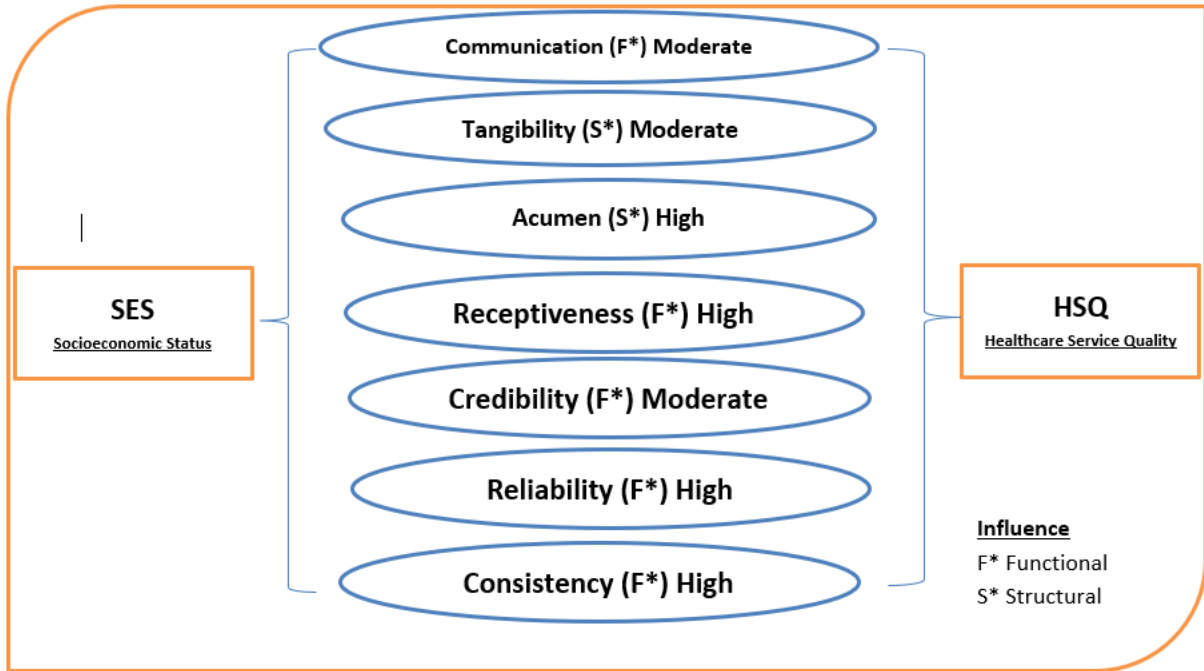 Communication (F*) Moderate
Tangibility (S*) Moderate
Acumen (S*) High
SES
Socioeconomic Status
Receptiveness (F*) High
HSQ
Healthcare Service Quality
Credibility (F*) Moderate
Reliability (F*) High
Consistency (F*) High
Influence
F* Functional
S* Structural